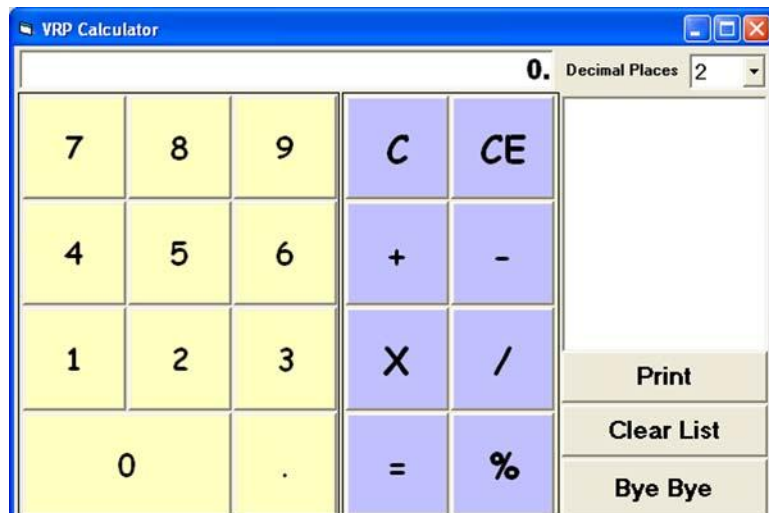 VRP Calculator
0. Decimal Places 2
7 8 9 C CE
4 5 6 + -
1 2 3 X /
Print
Clear List
0 . = %
Bye Bye